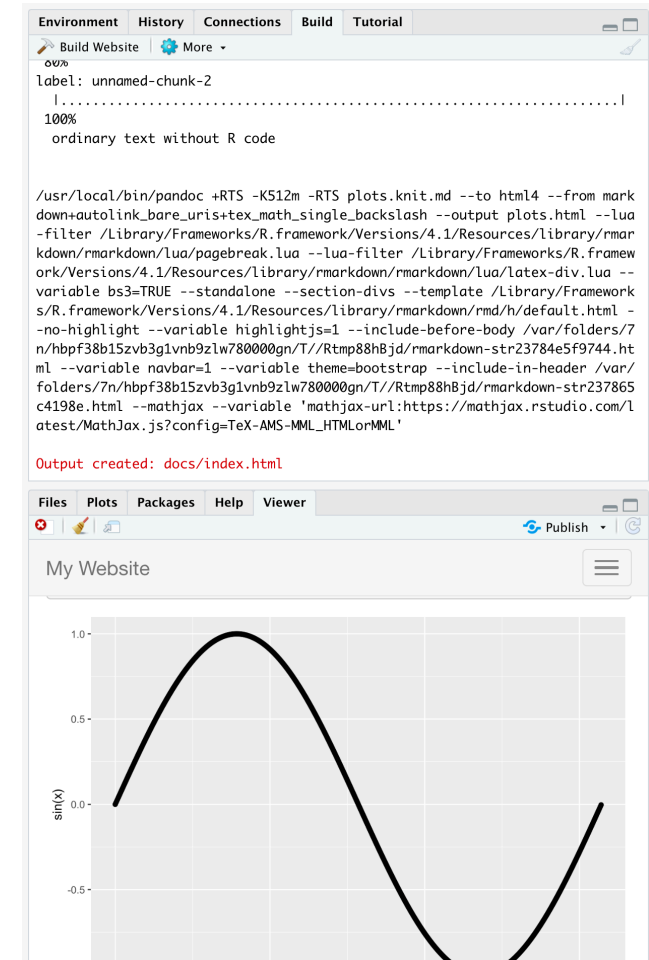 Environment History Connections Build Tutorial
Build Website More
80%
label: unnamed-chunk-2
|......................................................................|
100%
ordinary text without R code
/usr/local/bin/pandoc +RTS -K512m -RTS plots.knit.md --to html4 --from mark
down+autolink_bare_uris+tex_math_single_backslash --output plots.html --lua
-filter /Library/Frameworks/R.framework/Versions/4.1/Resources/library/rmar
kdown/rmarkdown/lua/pagebreak.lua --lua-filter /Library/Frameworks/R.framew
ork/Versions/4.1/Resources/library/rmarkdown/rmarkdown/lua/latex-div.lua --
variable bs3=TRUE --standalone --section-divs --template /Library/Framework
s/R.framework/Versions/4.1/Resources/library/rmarkdown/rmd/h/default.html -
-no-highlight --variable highlightjs=1 --include-before-body /var/folders/7
n/hbpf38b15zvb3g1vnb9zlw780000gn/T//Rtmp88hBjd/rmarkdown-str23784e5f9744.ht
ml --variable navbar=1 --variable theme=bootstrap --include-in-header /var/
folders/7n/hbpf38b15zvb3g1vnb9zlw780000gn/T//Rtmp88hBjd/rmarkdown-str237865
c4198e.html --mathjax --variable 'mathjax-url:https://mathjax.rstudio.com/l
atest/MathJax.js?config=TeX-AMS-MML_HTMLorMML'
Output created: docs/index.html
Files Plots Packages Help Viewer
Publish
My Website
1.0
0.5
sin(x)
0.0
-0.5